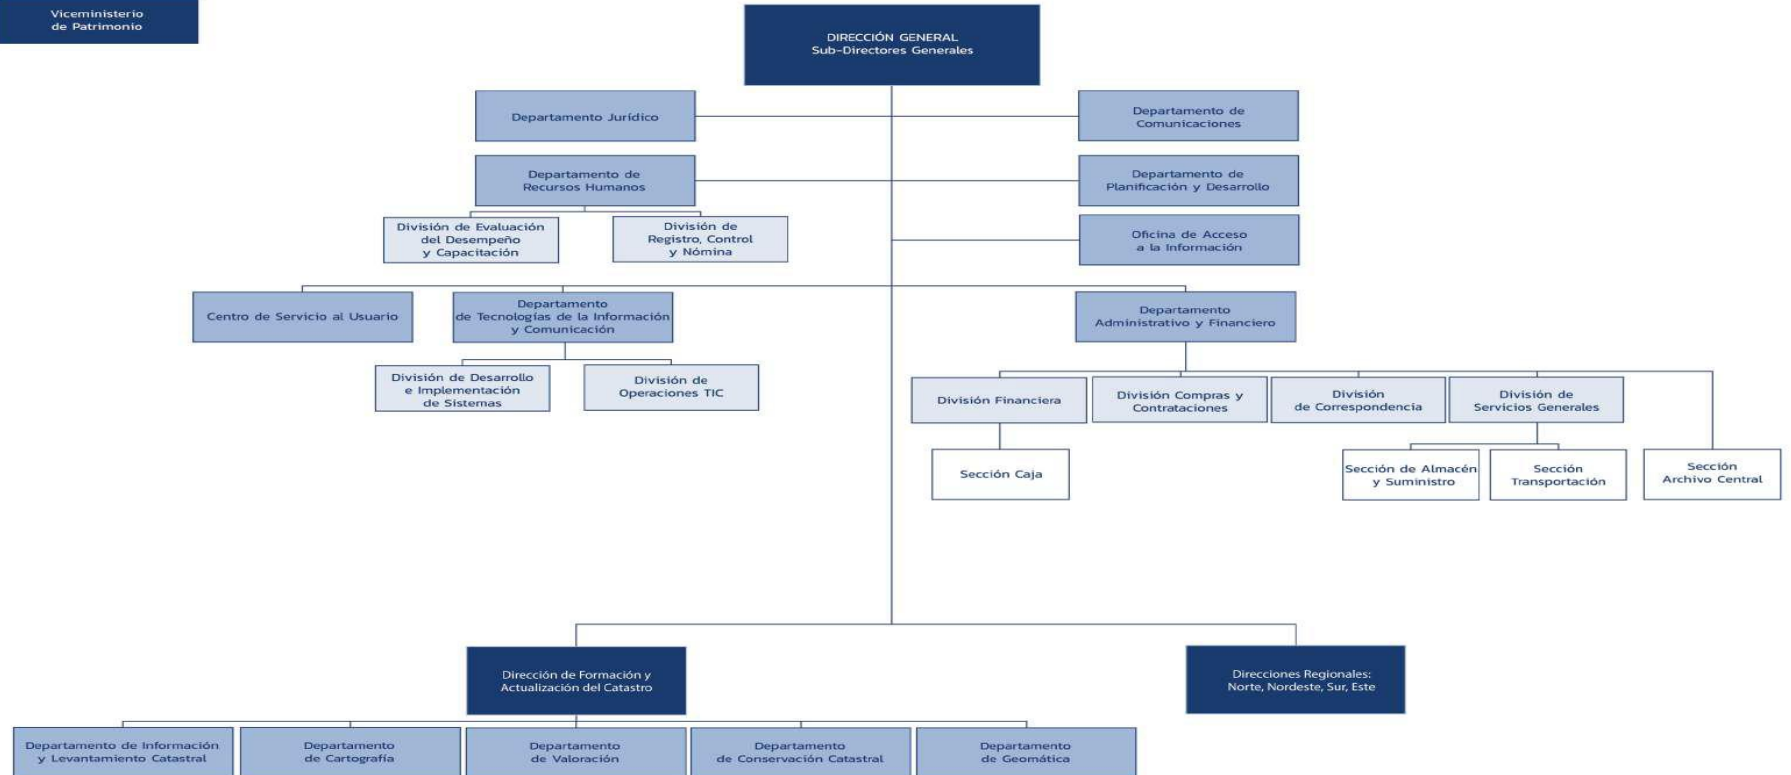 Viceministerio
de Patrimonio
DIRECCIÓN GENERAL
Sub-Directores Generales
Departamento Jurídico
Departamento de
Comunicaciones
Departamento de
Recursos Humanos
Departamento de
Planificación y Desarrollo
División de Evaluación
del Desempeño
y Capacitación
División de
Registro, Control
y Nómina
Oficina de Acceso
a la Información
Centro de Servicio al Usuario
Departamento
de Tecnologías de la Información
y Comunicación
Departamento
Administrativo y Financiero
División de Desarrollo
e Implementación
de Sistemas
División de
Operaciones TIC
División Financiera
División Compras y
Contrataciones
División
de Correspondencia
División de
Servicios Generales
Sección Caja
Sección de Almacén
y Suministro
Sección
Transportación
Sección
Archivo Central
Dirección de Formación y
Actualización del Catastro
Direcciones Regionales:
Norte, Nordeste, Sur, Este
Departamento de Información
y Levantamiento Catastral
Departamento
de Cartografía
Departamento
de Valoración
Departamento
de Conservación Catastral
Departamento
de Geomática